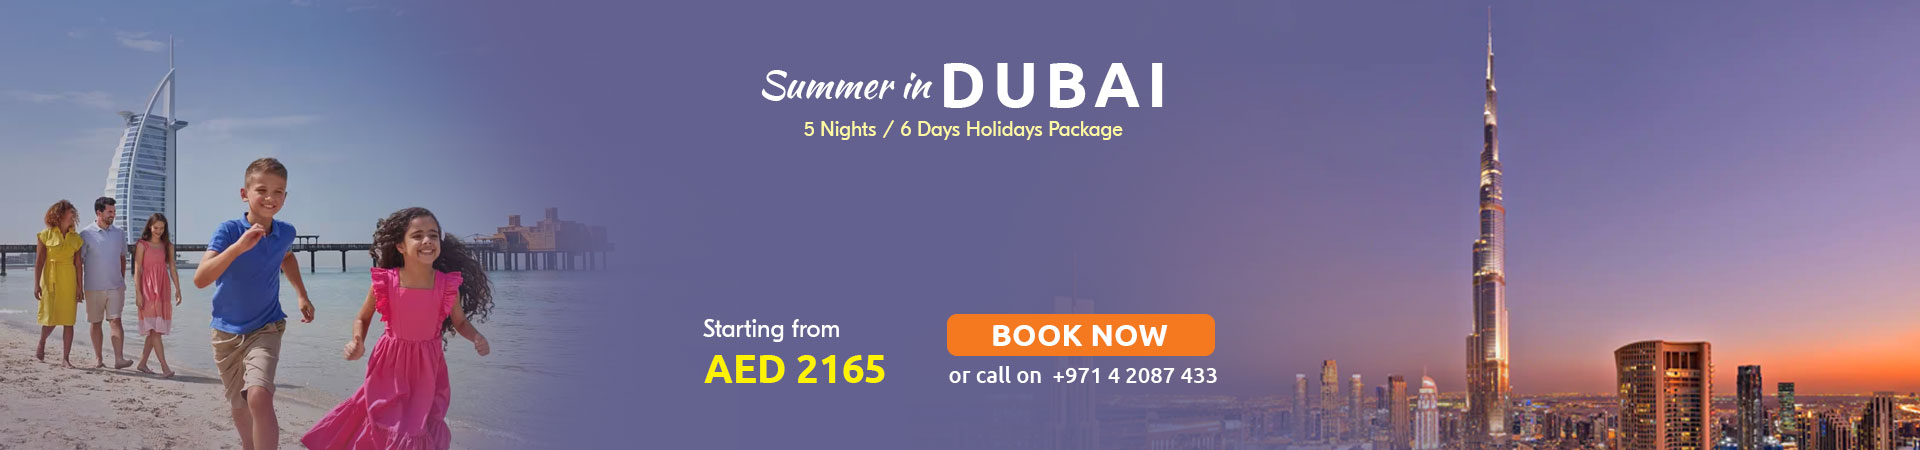 Summer in DUBAI
5 Nights / 6 Days Holidays Package
Starting from
AED 2165
BOOK NOW
or call on +971 4 2087 433